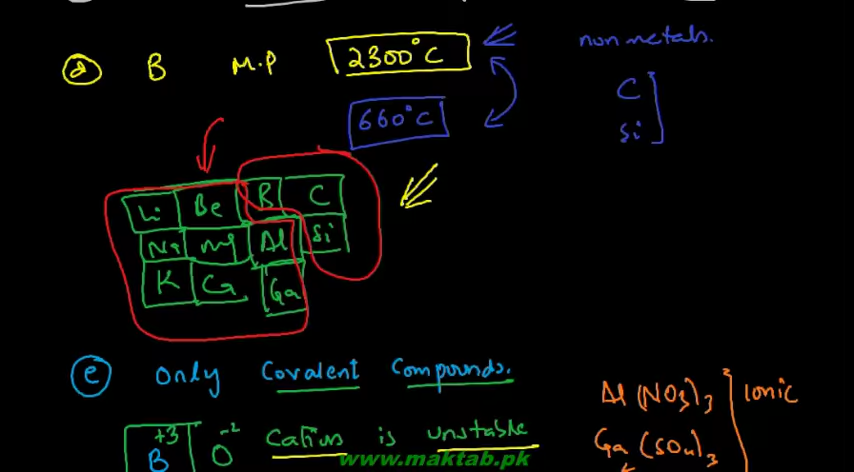 d B M.P 2300°C non metals.
660°C C
Si
Li Be B C
Na Mg Al Si
K Ca Ga
e Only Covalent Compounds.
Al(NO3)3 Ionic
+3 -2
B O Cation is unstable Ga(SO4)3
www.maktab.pk